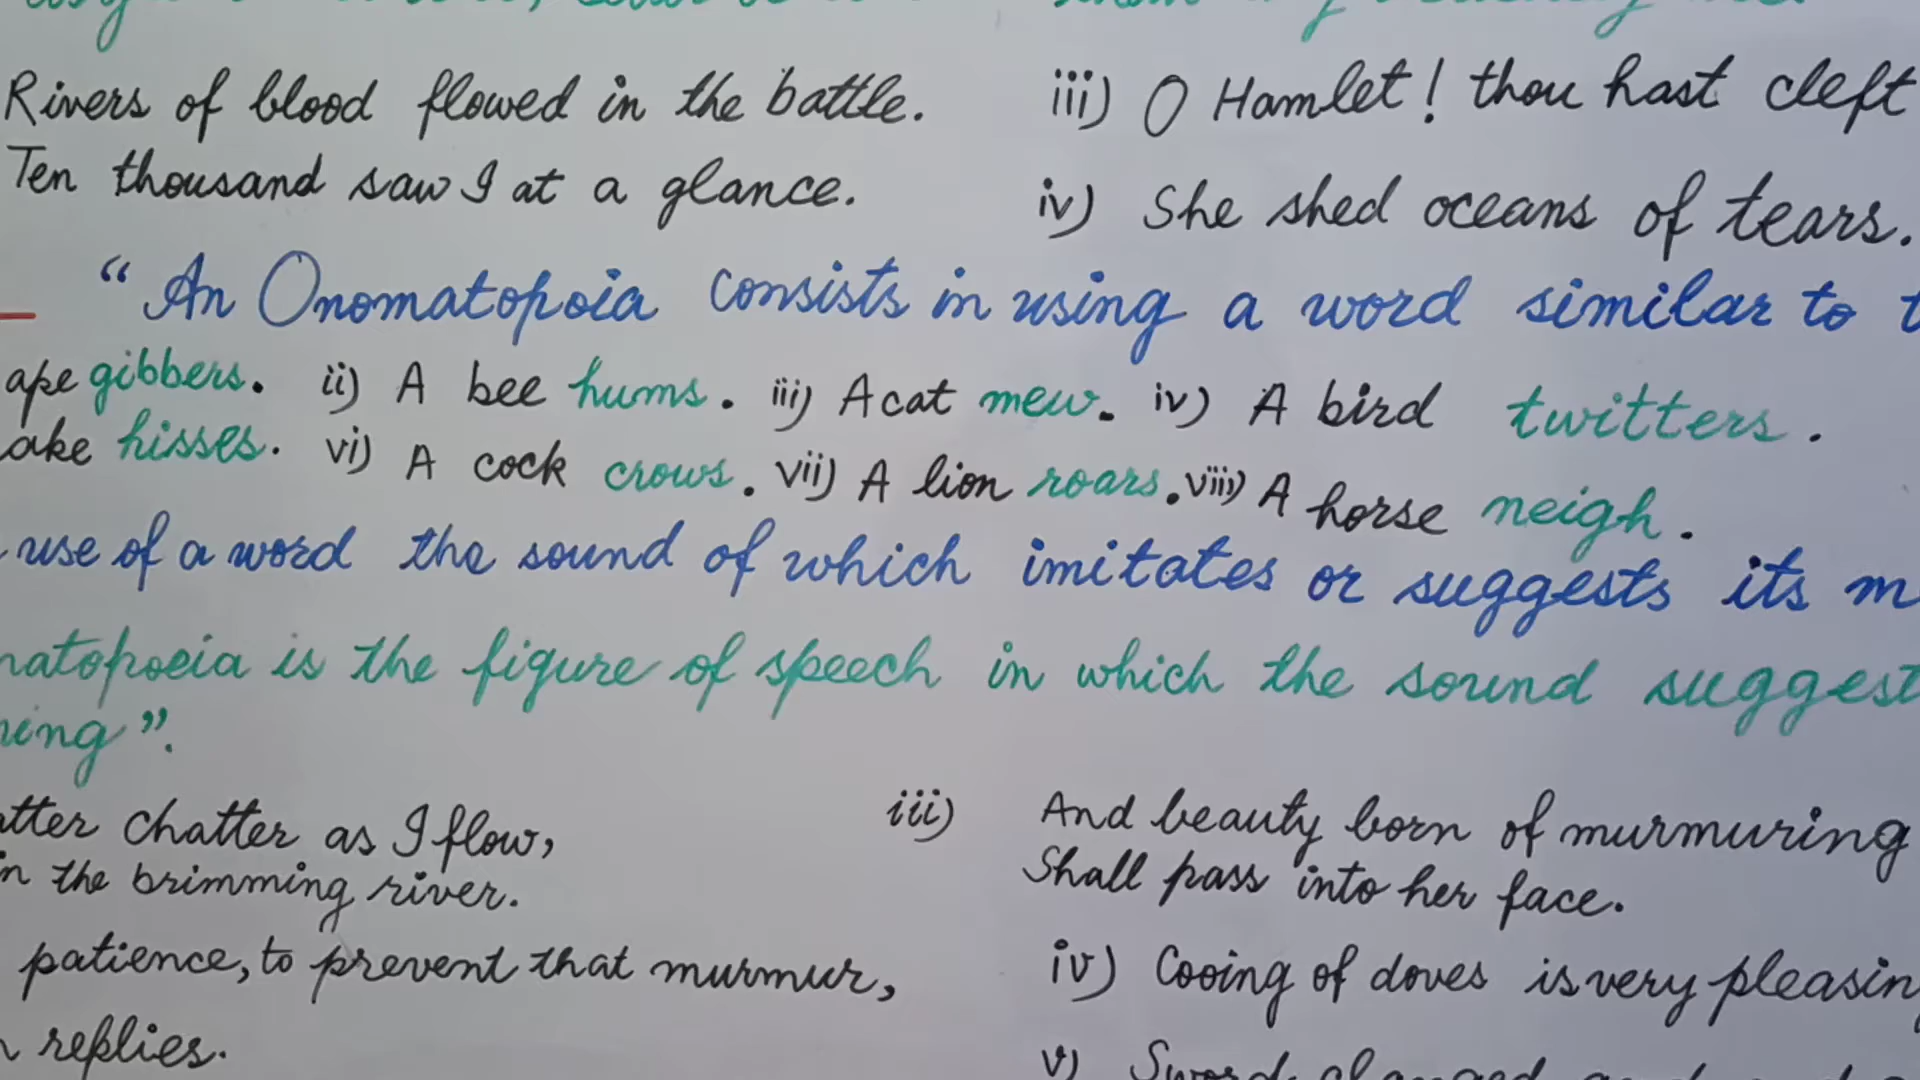 Rivers of blood flowed in the battle. iii) O Hamlet! thou hast cleft
Ten thousand saw I at a glance. iv) She shed oceans of tears.
“An Onomatopoia consists in using a word similar to t
ape gibbers. ii) A bee hums. iii) A cat mew. iv) A bird twitters.
ake hisses. vi) A cock crows. vii) A lion roars. viii) A horse neigh.
use of a word the sound of which imitates or suggests its m
natopoeia is the figure of speech in which the sound suggest
ning”.
atter chatter as I flow,
in the brimming river.
iii) And beauty born of murmuring
Shall pass into her face.
patience, to prevent that murmur,
replies.
iv) Cooing of doves is very pleasin
v)